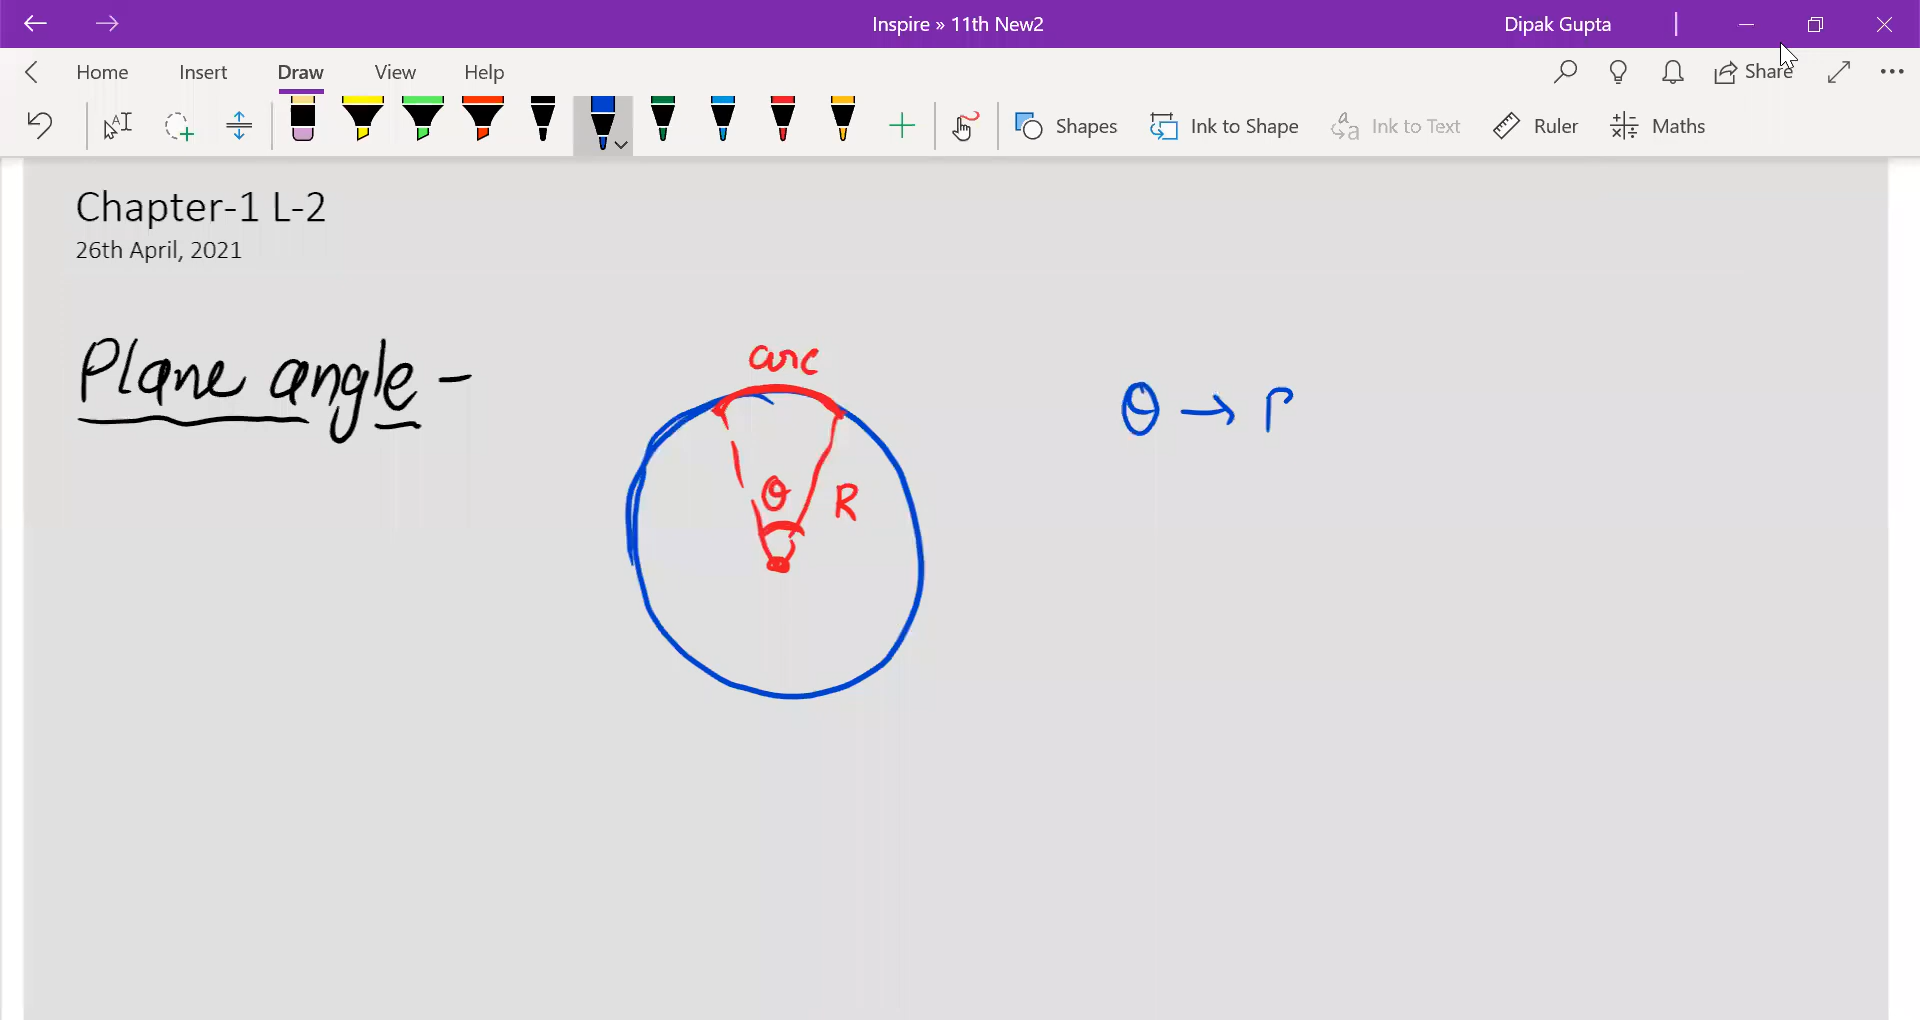 Inspire » 11th New2
Dipak Gupta
Home Insert Draw View Help
Share
Shapes Ink to Shape Ink to Text Ruler Maths
Chapter-1 L-2
26th April, 2021
Plane angle -
arc
θ → 
θ R